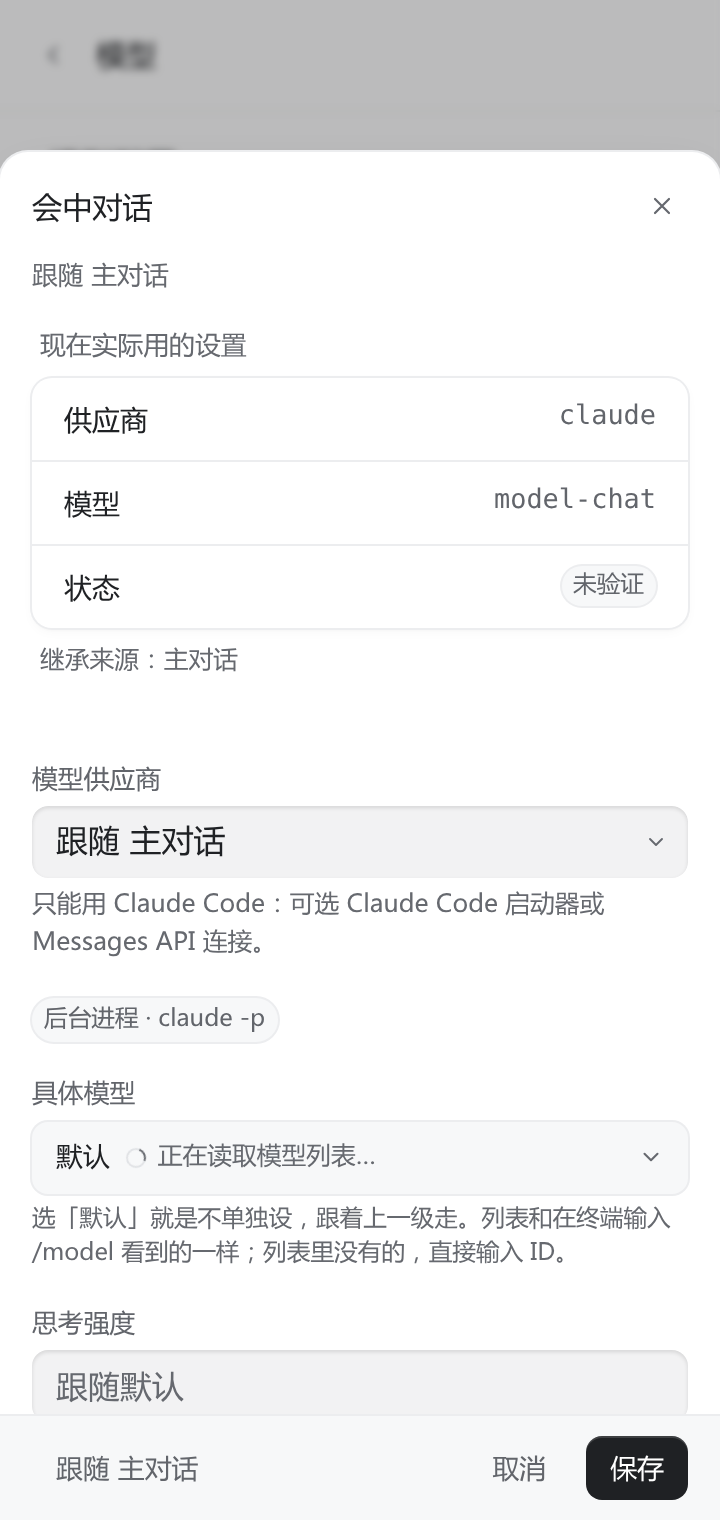 模型
会中对话
跟随 主对话
现在实际用的设置
供应商 claude
模型 model-chat
状态 未验证
继承来源：主对话
模型供应商
跟随 主对话
只能用 Claude Code：可选 Claude Code 启动器或
Messages API 连接。
后台进程 · claude -p
具体模型
默认 正在读取模型列表...
选「默认」就是不单独设，跟着上一级走。列表和在终端输入
/model 看到的一样；列表里没有的，直接输入 ID。
思考强度
跟随默认
跟随 主对话 取消 保存